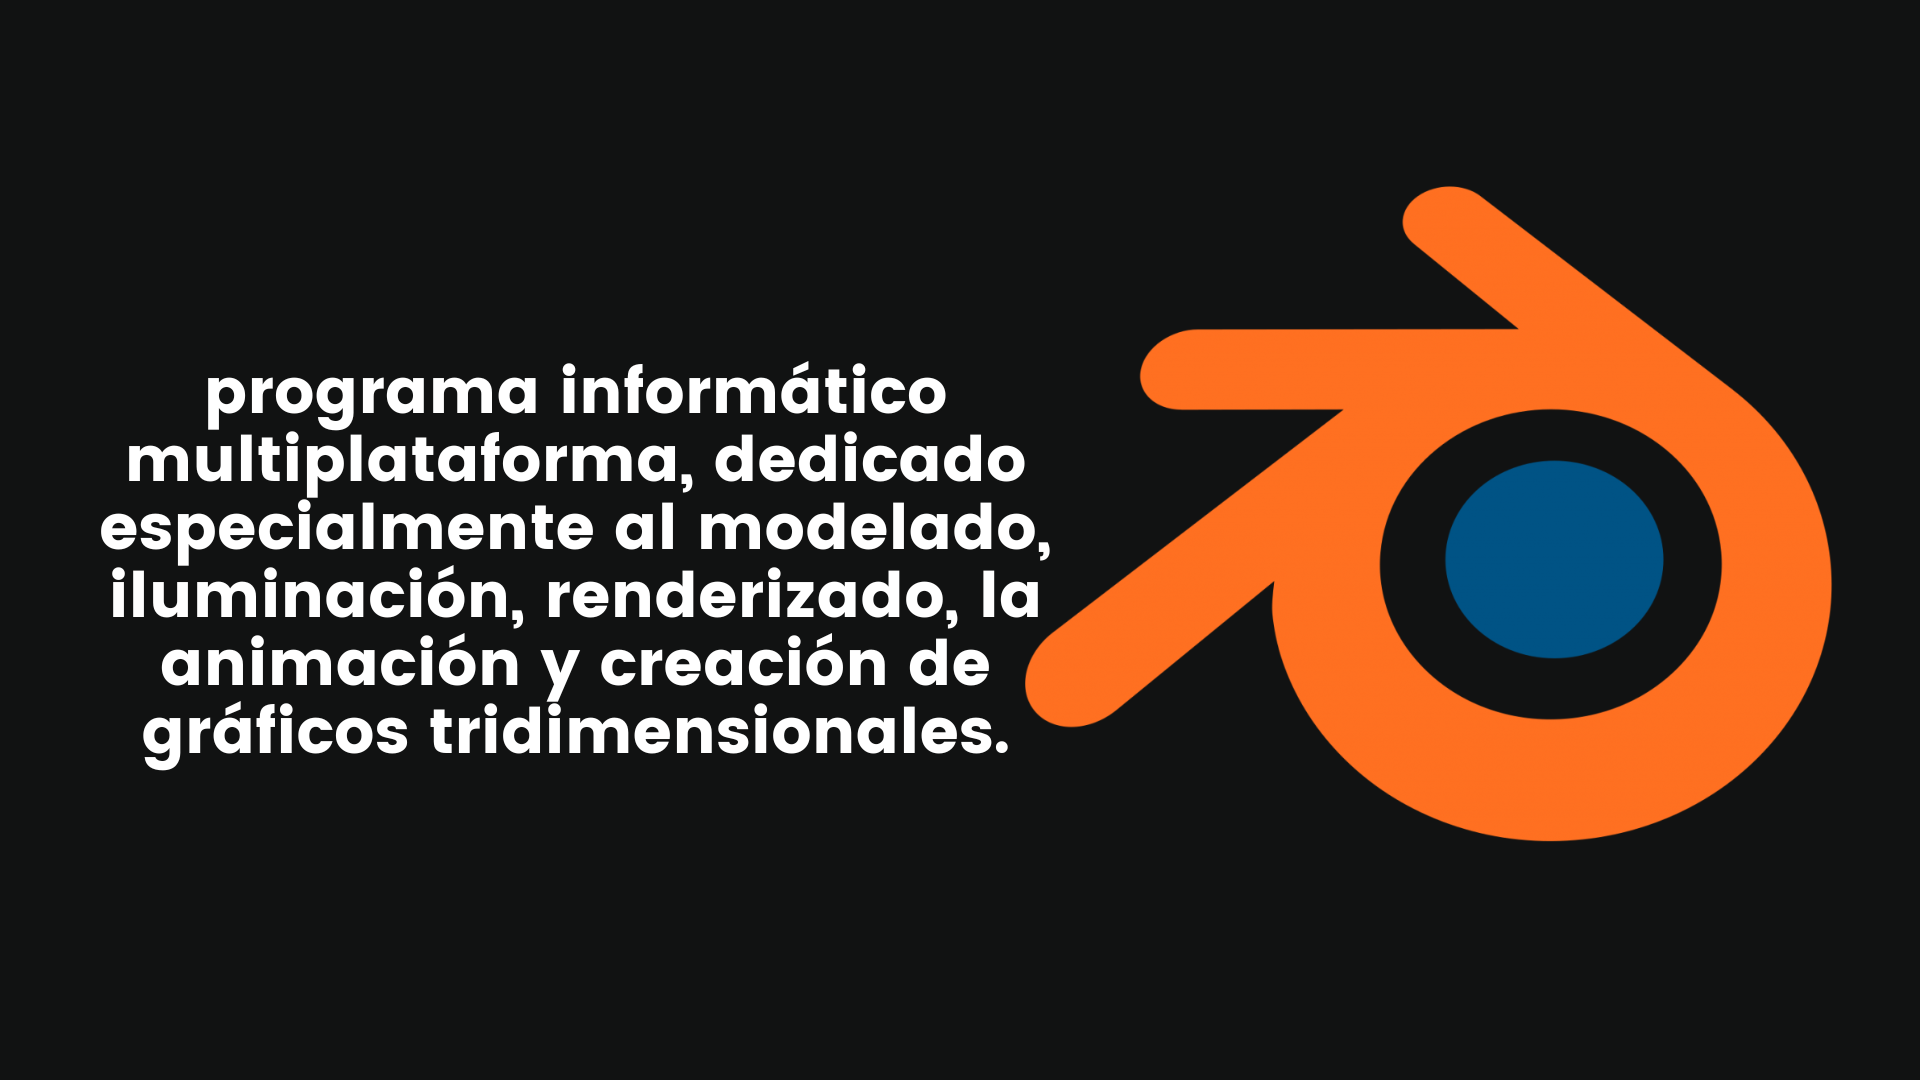 programa informático
multiplataforma, dedicado
especialmente al modelado,
iluminación, renderizado, la
animación y creación de
gráficos tridimensionales.